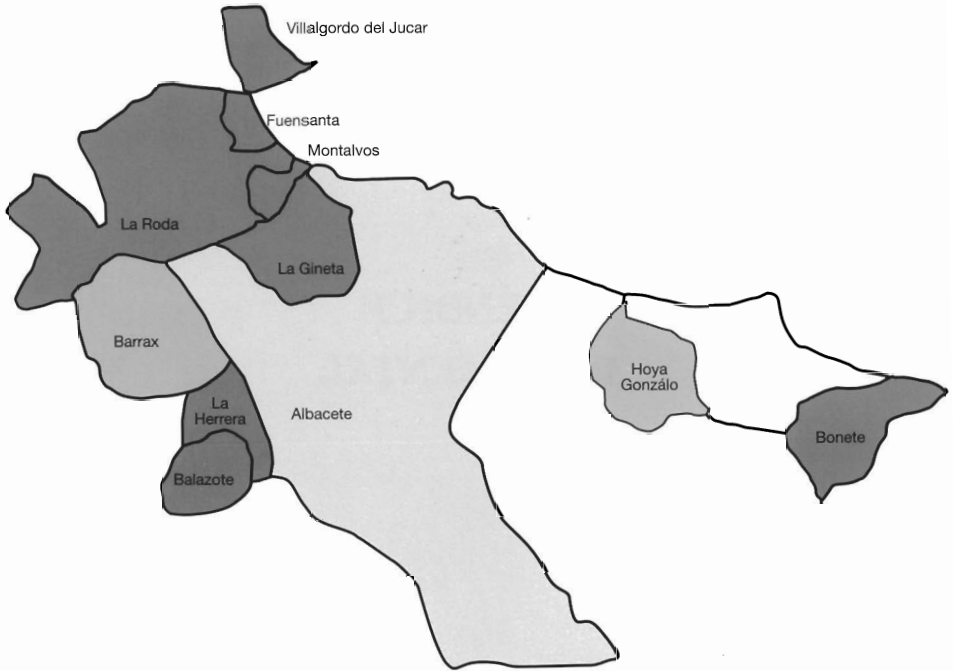 Villalgordo del Jucar
Fuensanta
Montalvos
La Roda
La Gineta
Barrax
Hoya
Gonzálo
La
Herrera
Albacete
Bonete
Balazote